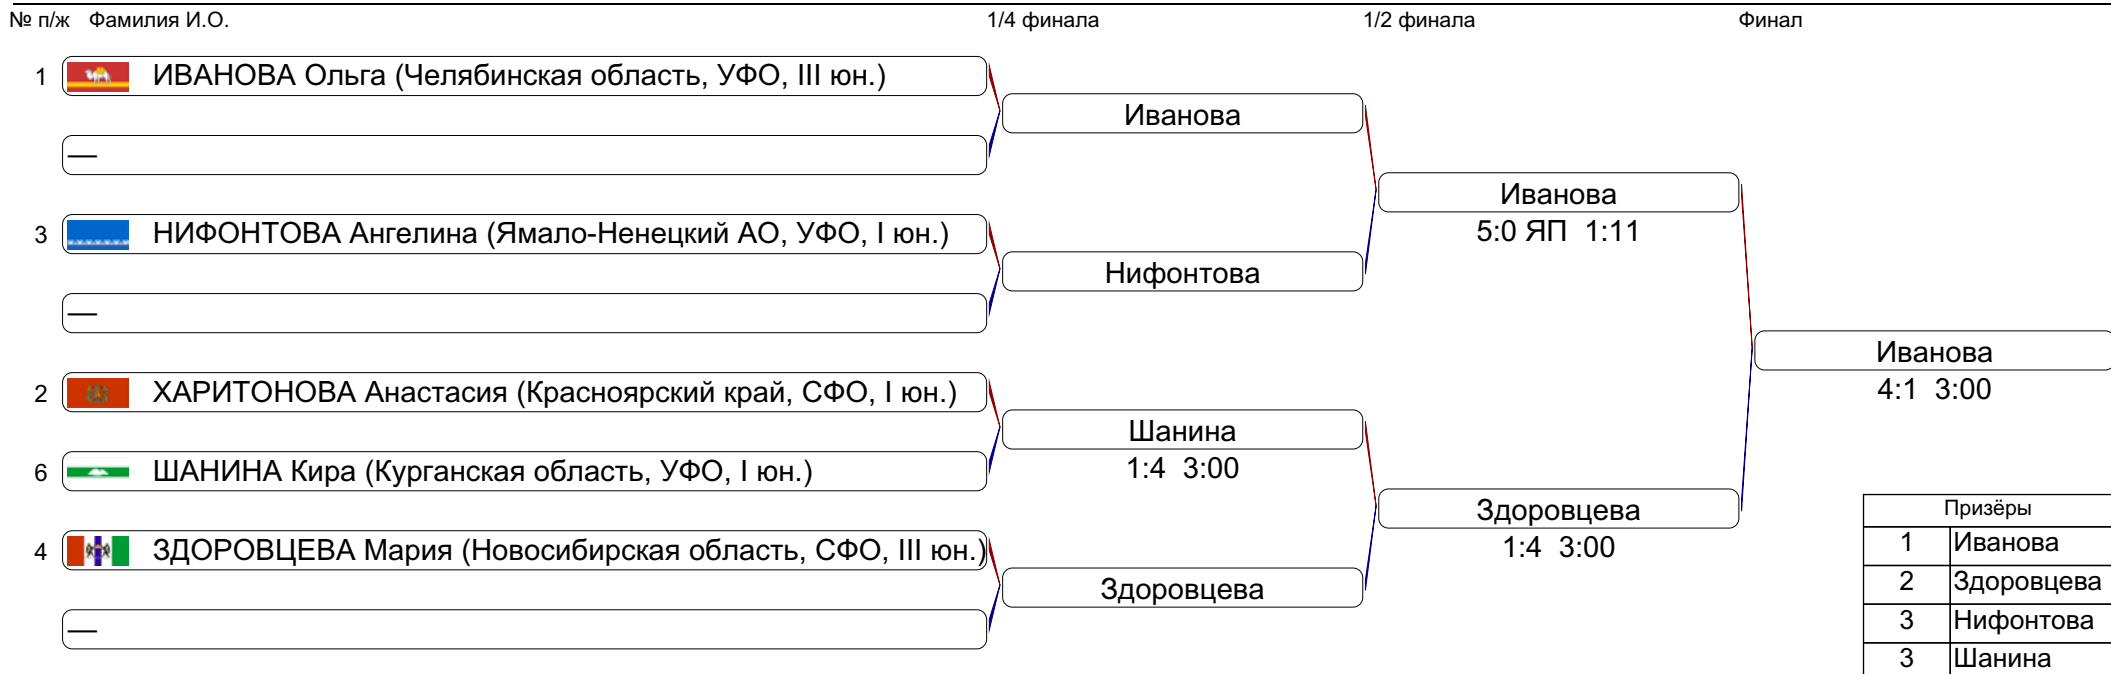 № п/ж Фамилия И.О. 1/4 финала 1/2 финала Финал
1 ИВАНОВА Ольга (Челябинская область, УФО, III юн.)
Иванова
—
Иванова
5:0 ЯП 1:11
3 НИФОНТОВА Ангелина (Ямало-Ненецкий АО, УФО, I юн.)
Нифонтова
—
Иванова
4:1 3:00
2 ХАРИТОНОВА Анастасия (Красноярский край, СФО, I юн.)
Шанина
1:4 3:00
6 ШАНИНА Кира (Курганская область, УФО, I юн.)
Здоровцева
1:4 3:00
4 ЗДОРОВЦЕВА Мария (Новосибирская область, СФО, III юн.)
Здоровцева
—
Призёры
1 Иванова
2 Здоровцева
3 Нифонтова
3 Шанина